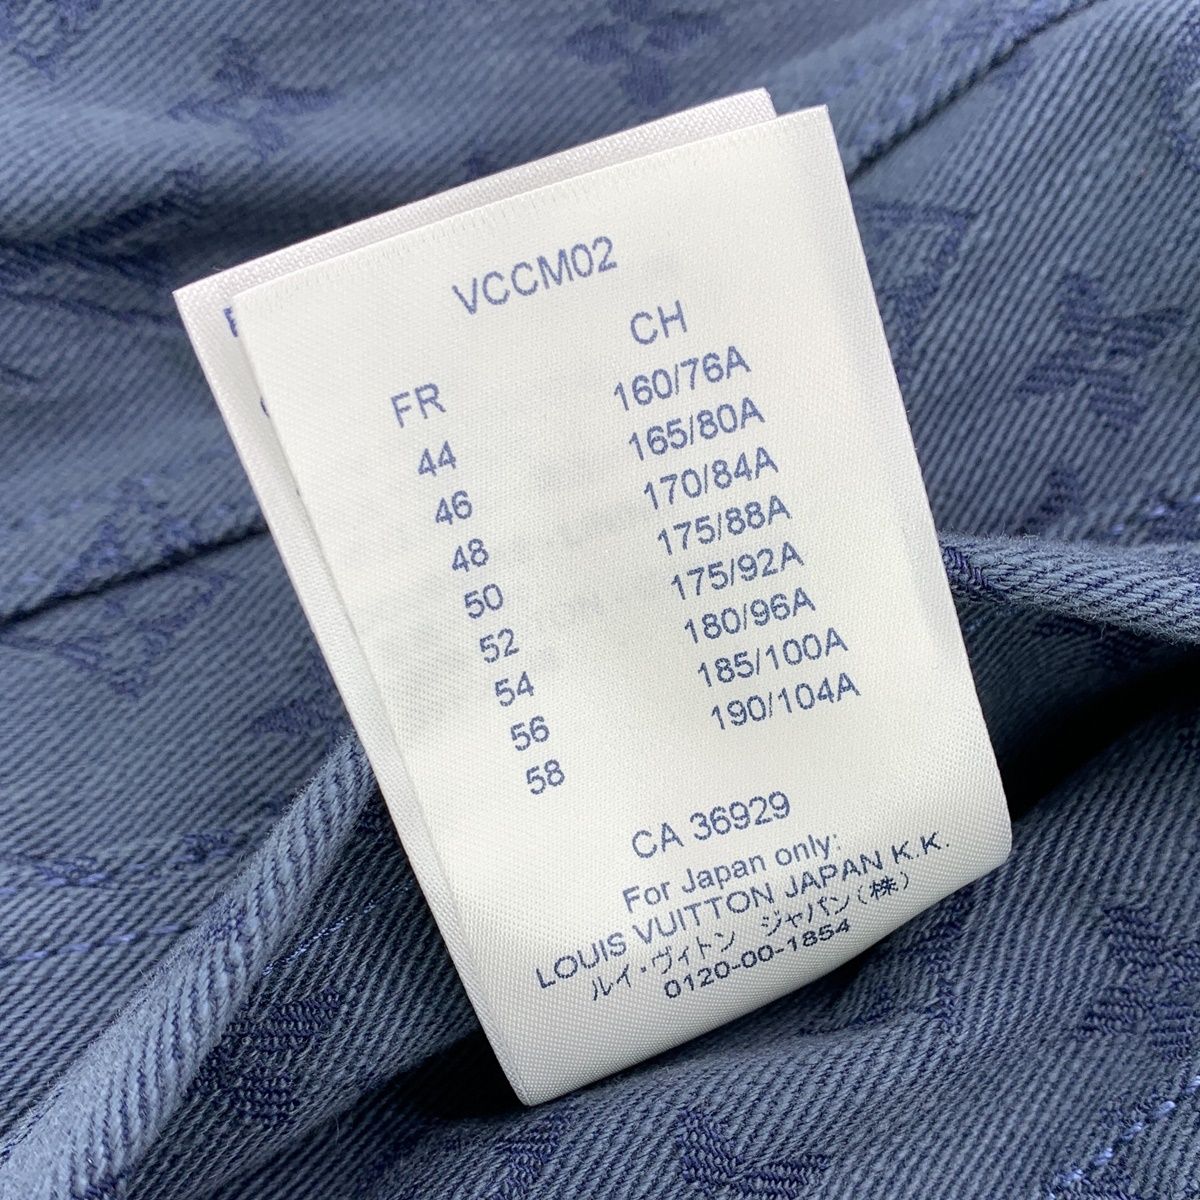 VCCM02
FR CH
44 160/76A
46 165/80A
48 170/84A
50 175/88A
52 175/92A
54 180/96A
56 185/100A
58 190/104A
CA 36929
For Japan only:
LOUIS VUITTON JAPAN K.K.
ルイ・ヴィトン ジャパン(株)
0120-00-1854